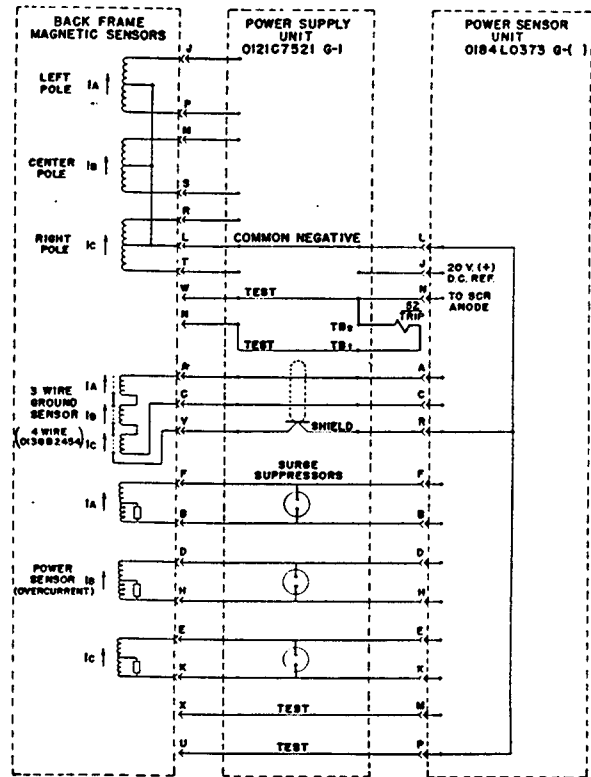 BACK FRAME
MAGNETIC SENSORS
POWER SUPPLY
UNIT
0121C7521 G-1
POWER SENSOR
UNIT
0184L0373 G-( )
LEFT
POLE
IA
J
P
CENTER
POLE
IB
M
S
RIGHT
POLE
IC
R
L
COMMON NEGATIVE
L
T
J
20 V. (+)
D.C. REF.
W
TEST
N
TO SCR
ANODE
52
TRIP
TB2
N
TEST
TB1
3 WIRE
GROUND
SENSOR
(4 WIRE
0138B2454)
IA
IB
IC
A
A
C
C
V
SHIELD
R
SURGE
SUPPRESSORS
IA
F
F
B
B
POWER
SENSOR
(OVERCURRENT)
IB
D
D
H
H
IC
E
E
K
K
X
TEST
M
U
TEST
P